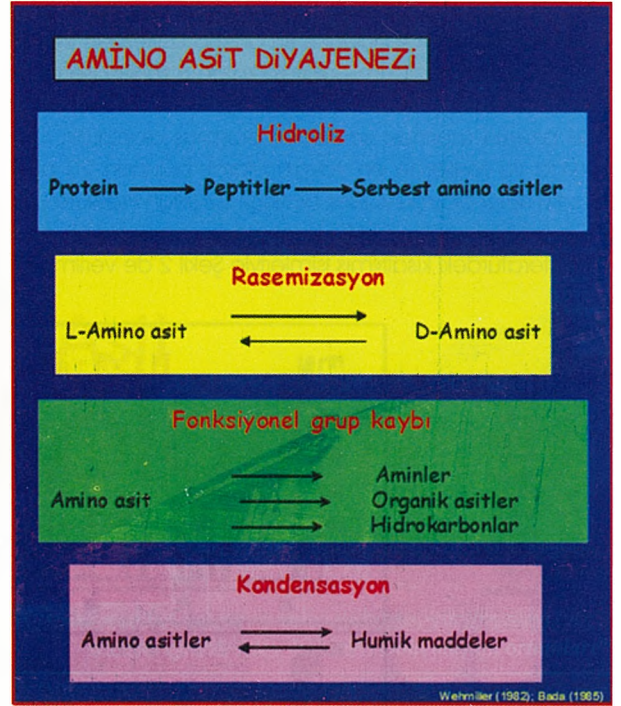 AMİNO ASİT DİYAJENEZİ
Hidroliz
Protein → Peptitler → Serbest amino asitler
Rasemizasyon
L-Amino asit D-Amino asit
Fonksiyonel grup kaybı
Aminler
Amino asit Organik asitler
Hidrokarbonlar
Kondensasyon
Amino asitler Humik maddeler
Wehmiller (1982); Bada (1985)